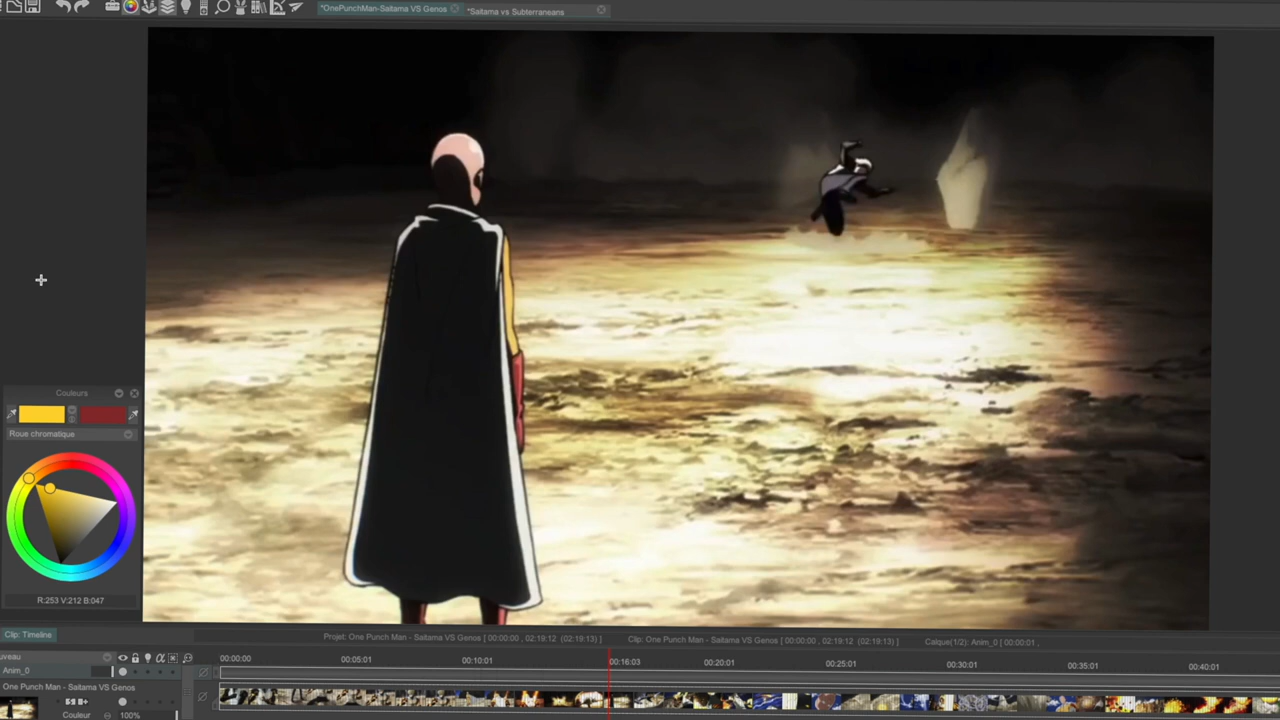 *OnePunchMan-Saitama VS Genos
*Saitama vs Subterraneans
Couleurs
Roue chromatique
R:253 V:212 B:047
Clip: Timeline
Projet: One Punch Man - Saitama VS Genos [ 00:00:00 , 02:19:12 (02:19:13) ]
Clip: One Punch Man - Saitama VS Genos [ 00:00:00 , 02:19:12 (02:19:13) ]
Calque(1/2): Anim_0 [ 00:00:01 ,
uveau
00:00:00
00:05:01
00:10:01
00:16:03
00:20:01
00:25:01
00:30:01
00:35:01
00:40:01
Anim_0
One Punch Man - Saitama VS Genos
Couleur
100%